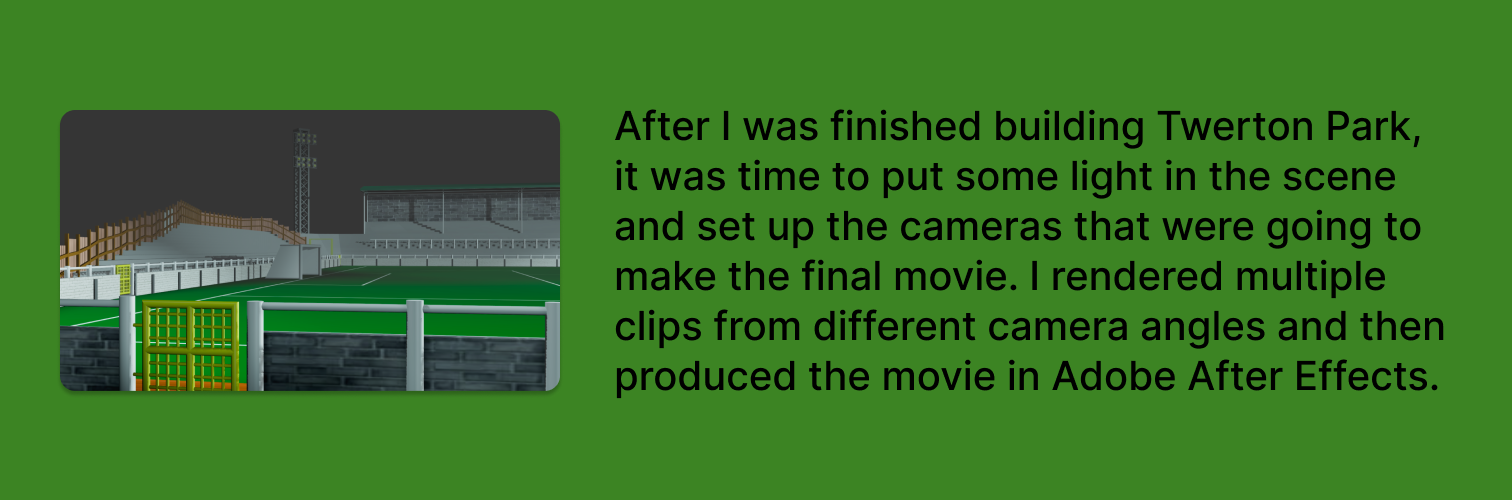 After I was finished building Twerton Park,
it was time to put some light in the scene
and set up the cameras that were going to
make the final movie. I rendered multiple
clips from different camera angles and then
produced the movie in Adobe After Effects.